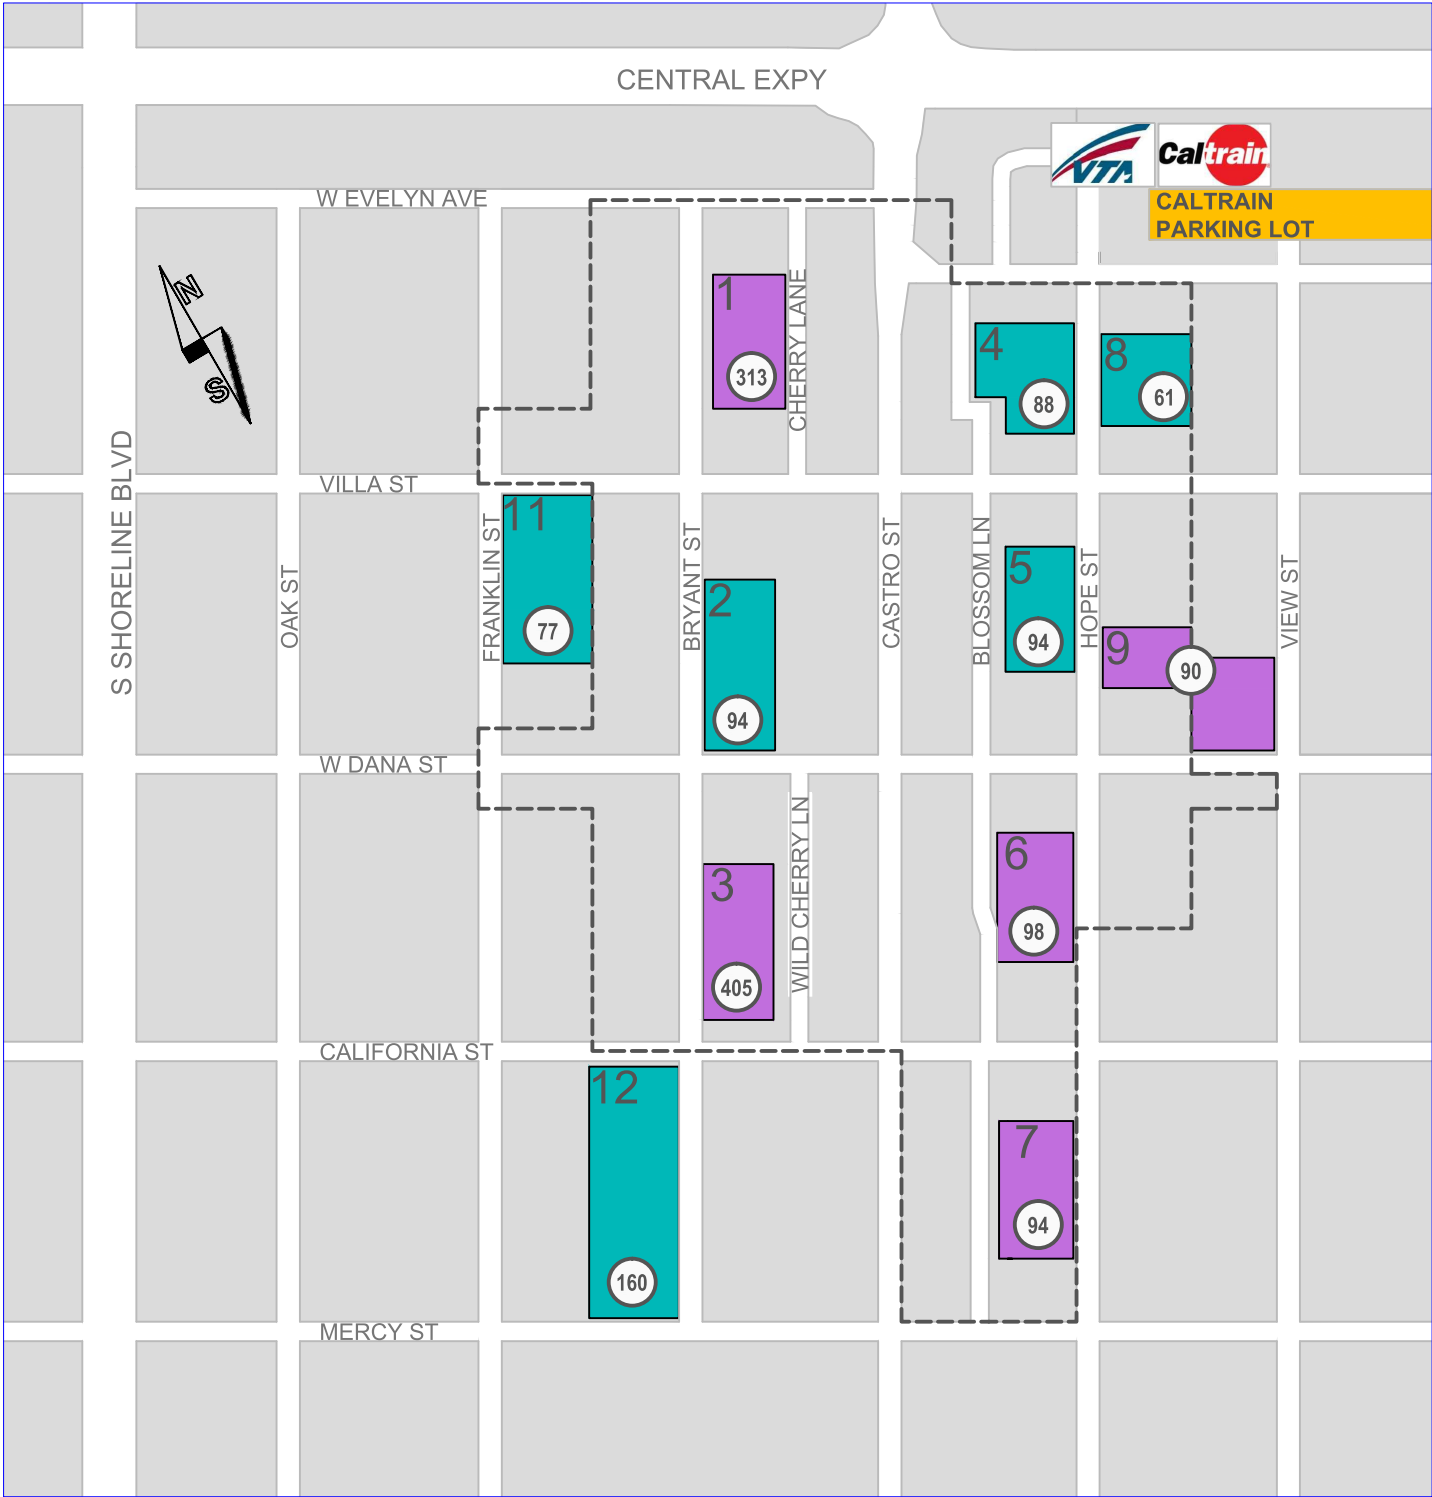 CENTRAL EXPY
VTA
Caltrain
W EVELYN AVE
CALTRAIN
PARKING LOT
N
S
1
313
CHERRY LANE
4
88
8
61
S SHORELINE BLVD
VILLA ST
OAK ST
FRANKLIN ST
11
77
BRYANT ST
2
94
CASTRO ST
BLOSSOM LN
5
94
HOPE ST
9
90
VIEW ST
W DANA ST
3
405
WILD CHERRY LN
6
98
CALIFORNIA ST
12
160
7
94
MERCY ST